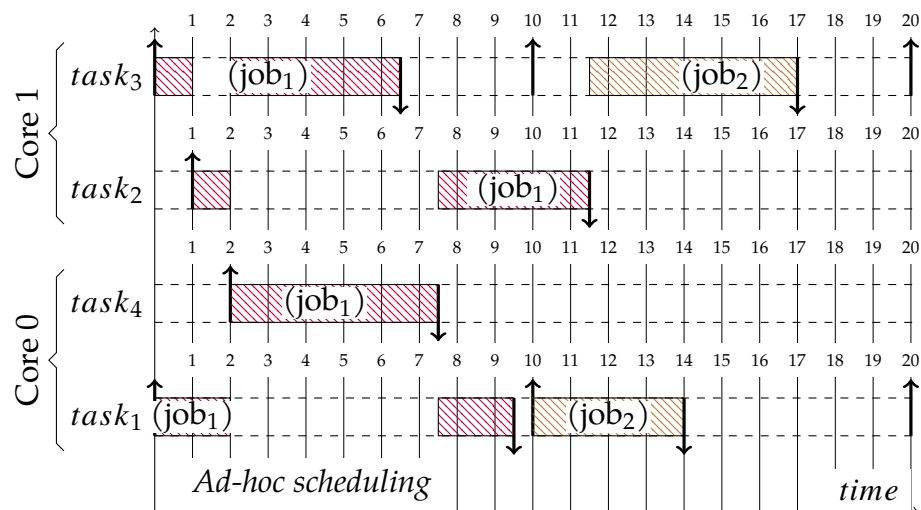 1 2 3 4 5 6 7 8 9 10 11 12 13 14 15 16 17 18 19 20
Core 1
task3 (job1) (job2)
1 2 3 4 5 6 7 8 9 10 11 12 13 14 15 16 17 18 19 20
task2 (job1)
1 2 3 4 5 6 7 8 9 10 11 12 13 14 15 16 17 18 19 20
Core 0
task4 (job1)
1 2 3 4 5 6 7 8 9 10 11 12 13 14 15 16 17 18 19 20
task1 (job1) (job2)
Ad-hoc scheduling time